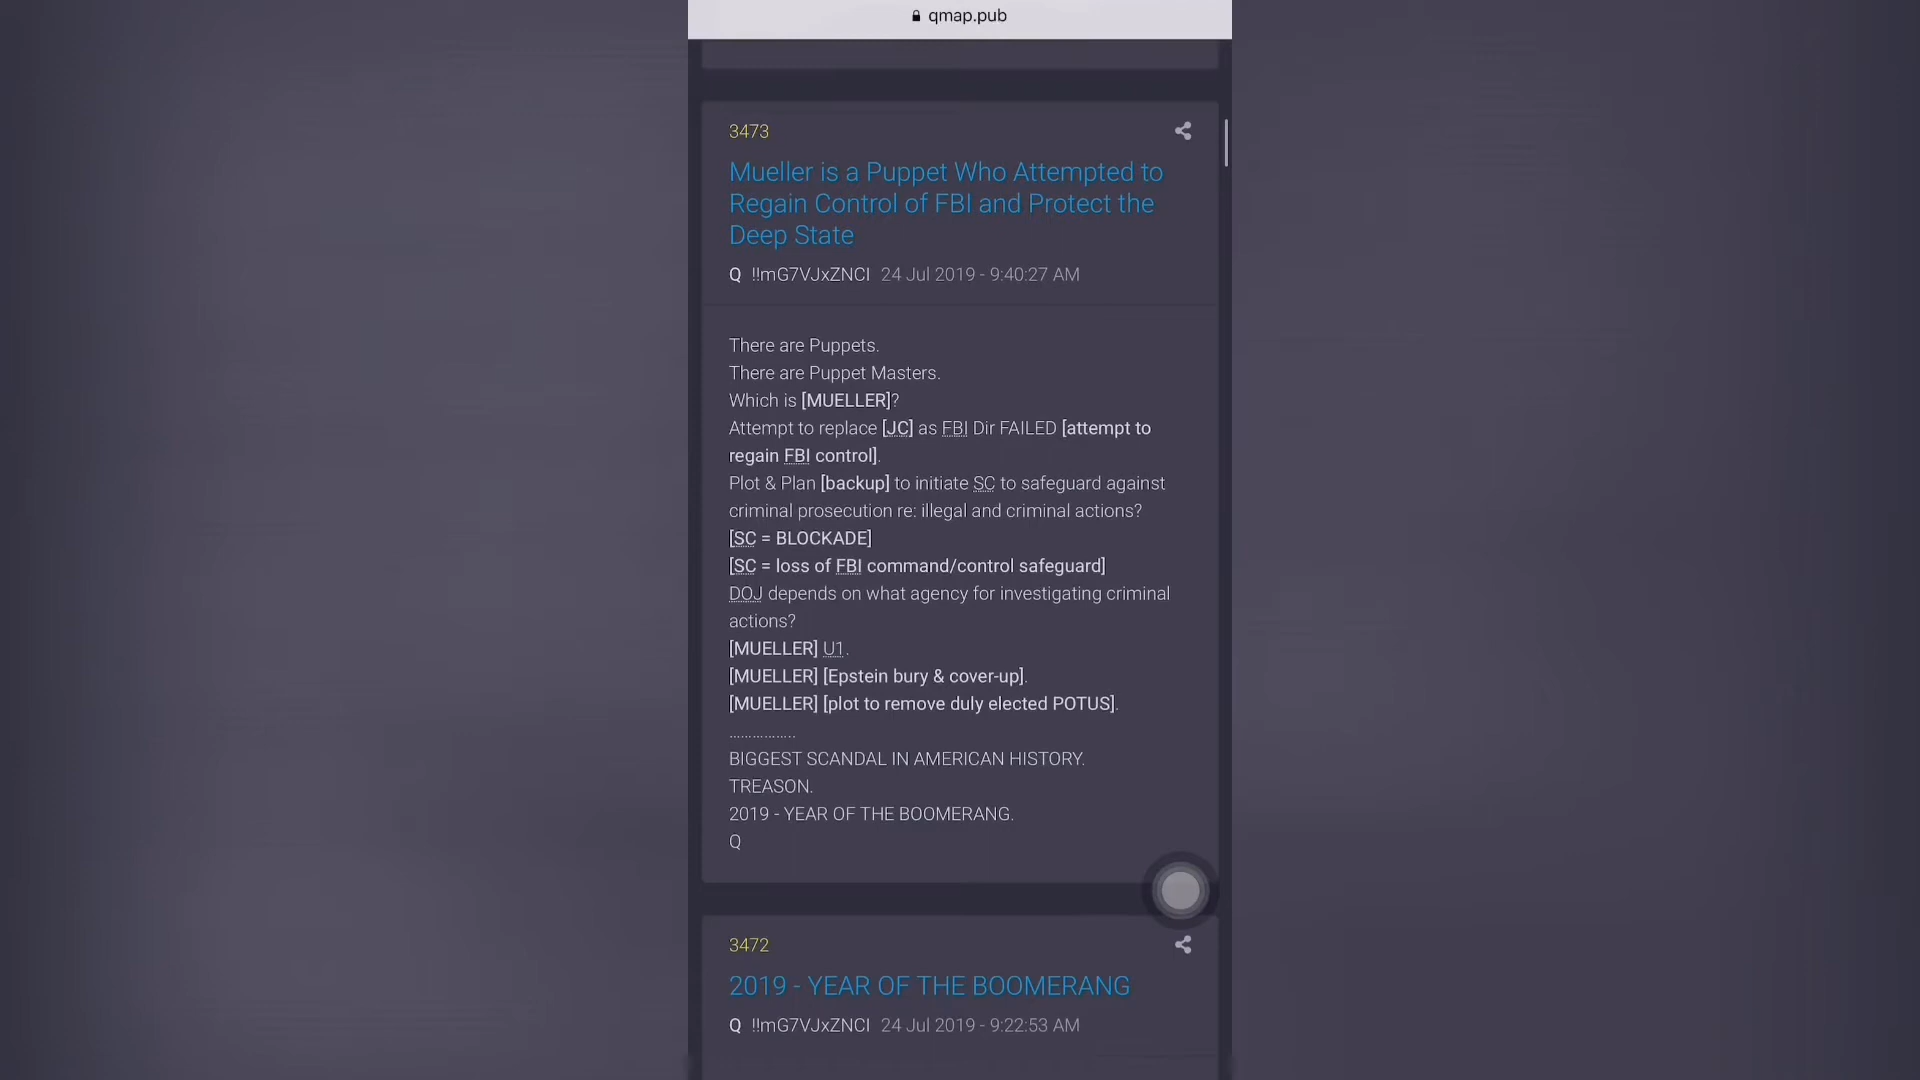 qmap.pub
3473
Mueller is a Puppet Who Attempted to
Regain Control of FBI and Protect the
Deep State
Q !!mG7VJxZNCI 24 Jul 2019 - 9:40:27 AM
There are Puppets.
There are Puppet Masters.
Which is [MUELLER]?
Attempt to replace [JC] as FBI Dir FAILED [attempt to
regain FBI control].
Plot & Plan [backup] to initiate SC to safeguard against
criminal prosecution re: illegal and criminal actions?
[SC = BLOCKADE]
[SC = loss of FBI command/control safeguard]
DOJ depends on what agency for investigating criminal
actions?
[MUELLER] U1.
[MUELLER] [Epstein bury & cover-up].
[MUELLER] [plot to remove duly elected POTUS].
................
BIGGEST SCANDAL IN AMERICAN HISTORY.
TREASON.
2019 - YEAR OF THE BOOMERANG.
Q
3472
2019 - YEAR OF THE BOOMERANG
Q !!mG7VJxZNCI 24 Jul 2019 - 9:22:53 AM